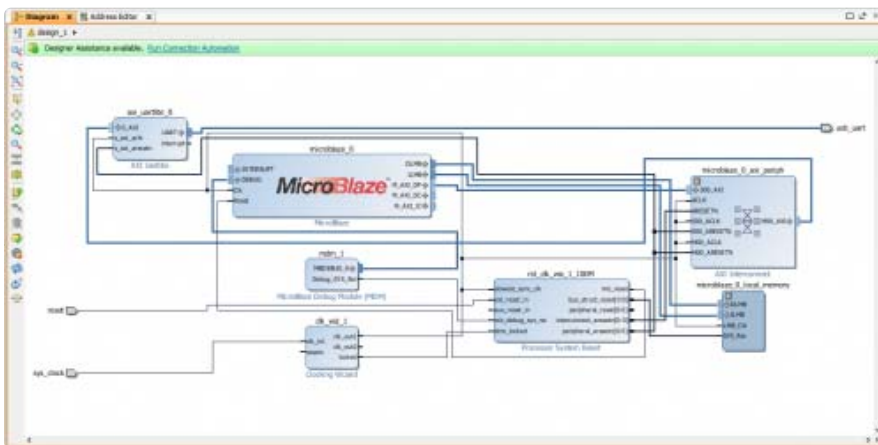 Diagram
Address Editor
design_1
Designer Assistance available. Run Connection Automation
axi_uartlite_0
S_AXI
s_axi_aclk
s_axi_aresetn
UART
interrupt
AXI Uartlite
usb_uart
microblaze_0
INTERRUPT
DEBUG
Clk
Reset
MicroBlaze
DLMB
ILMB
M_AXI_DP
M_AXI_DC
M_AXI_IC
MicroBlaze
microblaze_0_axi_periph
S00_AXI
ACLK
ARESETN
S00_ACLK
S00_ARESETN
M00_ACLK
M00_ARESETN
M00_AXI
AXI Interconnect
mdm_1
MBDEBUG_0
Debug_SYS_Rst
MicroBlaze Debug Module (MDM)
rst_clk_wiz_1_100M
slowest_sync_clk
ext_reset_in
aux_reset_in
mb_debug_sys_rst
dcm_locked
mb_reset
bus_struct_reset[0:0]
peripheral_reset[0:0]
interconnect_aresetn[0:0]
peripheral_aresetn[0:0]
Processor System Reset
microblaze_0_local_memory
DLMB
ILMB
LMB_Clk
SYS_Rst
reset
clk_wiz_1
clk_in1
resetn
clk_out1
clk_out2
locked
Clocking Wizard
sys_clock